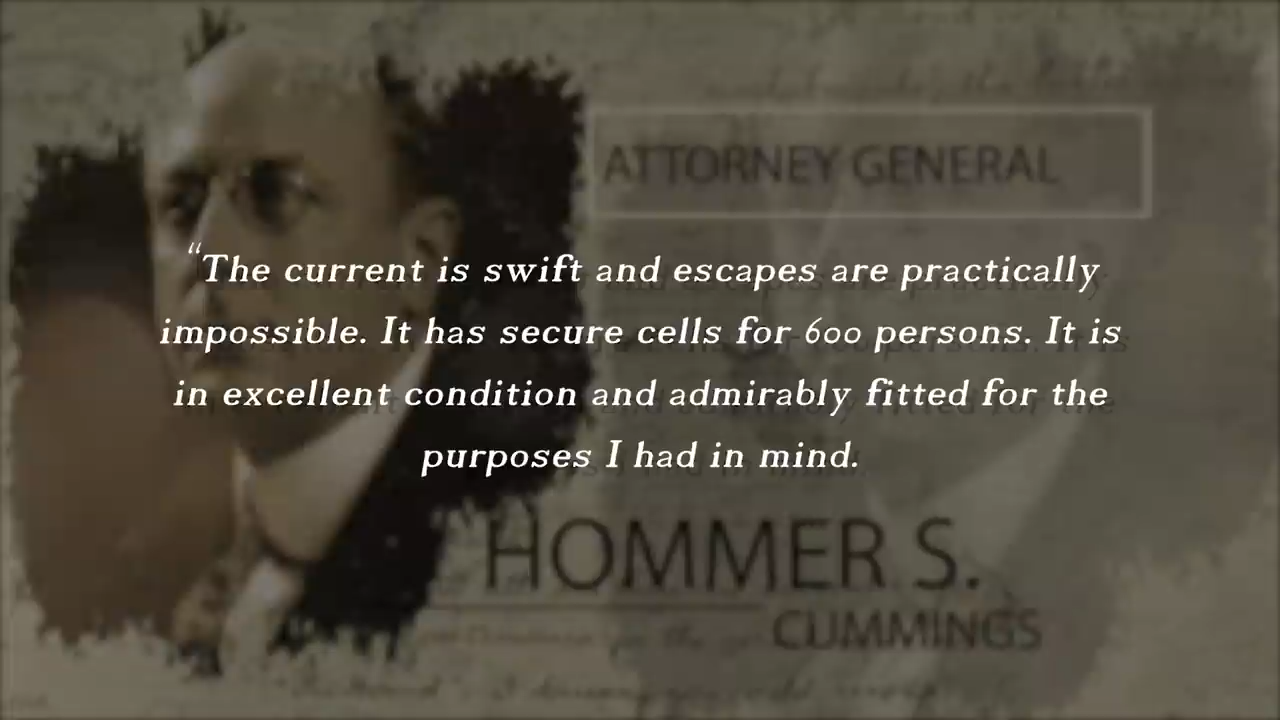 ATTORNEY GENERAL
“The current is swift and escapes are practically
impossible. It has secure cells for 600 persons. It is
in excellent condition and admirably fitted for the
purposes I had in mind.
HOMMER S.
CUMMINGS